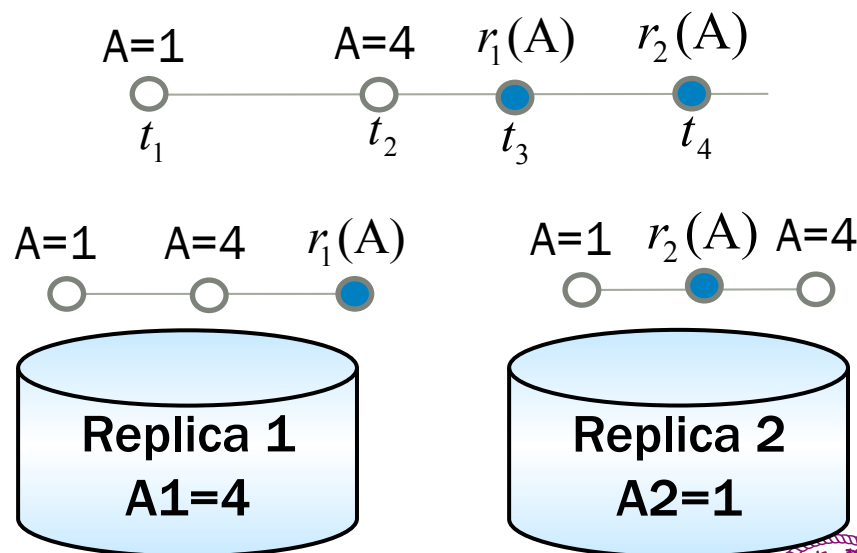 A=1 A=4 r₁(A) r₂(A)
t₁ t₂ t₃ t₄
A=1 A=4 r₁(A) A=1 r₂(A) A=4
Replica 1
A1=4
Replica 2
A2=1